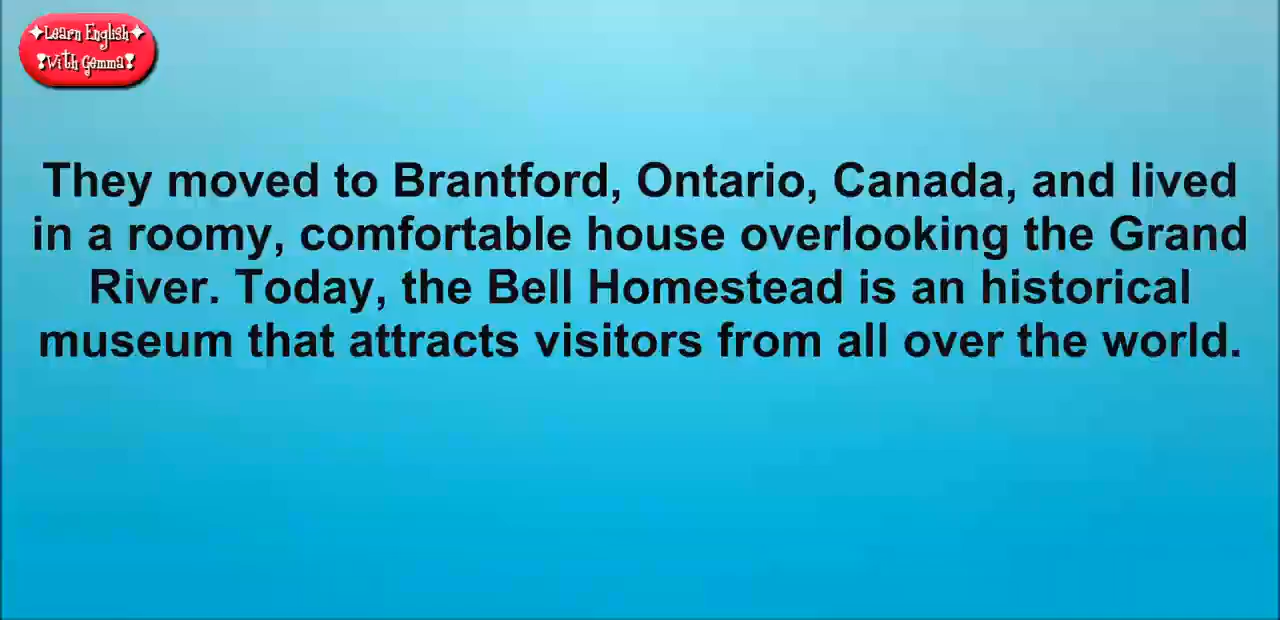 ✦Learn English✦
❣With Gemma❣
They moved to Brantford, Ontario, Canada, and lived
in a roomy, comfortable house overlooking the Grand
River. Today, the Bell Homestead is an historical
museum that attracts visitors from all over the world.